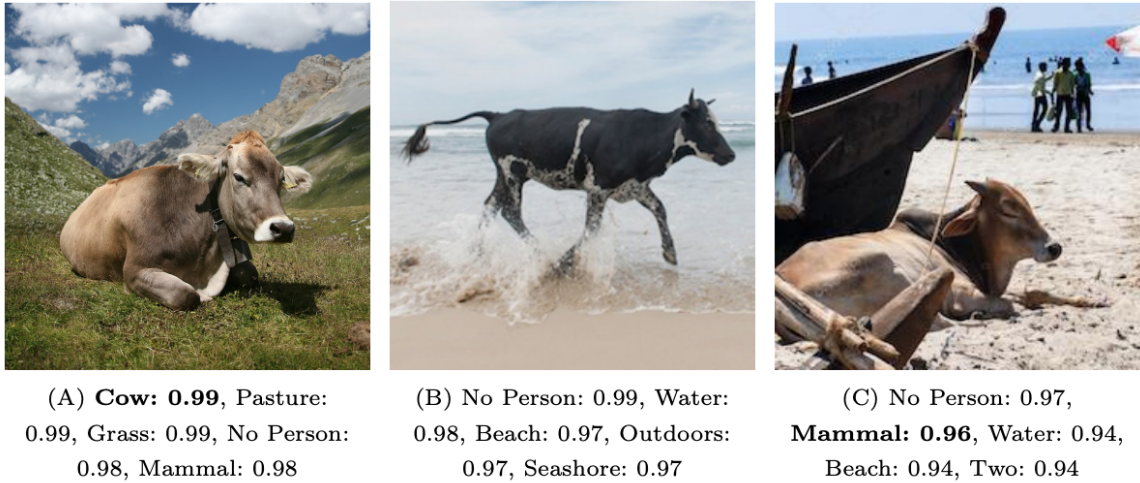 (A) Cow: 0.99, Pasture:
0.99, Grass: 0.99, No Person:
0.98, Mammal: 0.98
(B) No Person: 0.99, Water:
0.98, Beach: 0.97, Outdoors:
0.97, Seashore: 0.97
(C) No Person: 0.97,
Mammal: 0.96, Water: 0.94,
Beach: 0.94, Two: 0.94